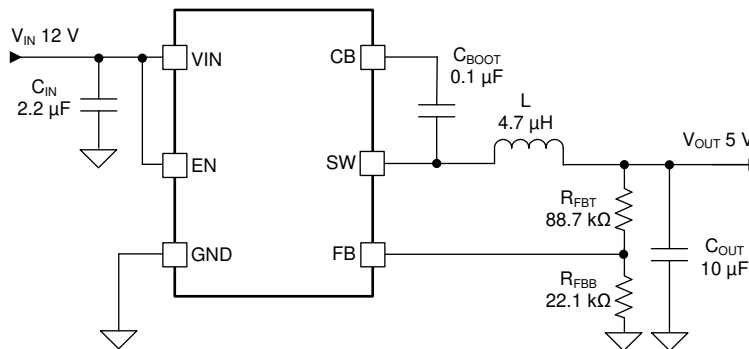 V_IN 12 V
C_IN
2.2 µF
VIN
EN
GND
CB
SW
FB
C_BOOT
0.1 µF
L
4.7 µH
V_OUT 5 V
R_FBT
88.7 kΩ
R_FBB
22.1 kΩ
C_OUT
10 µF